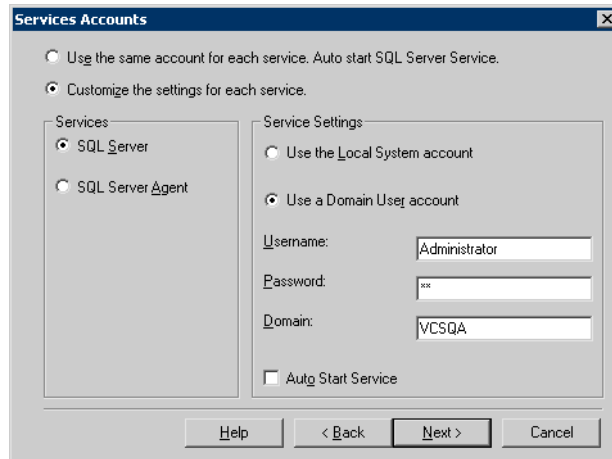 Services Accounts
Use the same account for each service. Auto start SQL Server Service.
Customize the settings for each service.
Services
SQL Server
SQL Server Agent
Service Settings
Use the Local System account
Use a Domain User account
Username:
Administrator
Password:
**
Domain:
VCSQA
Auto Start Service
Help
< Back
Next >
Cancel